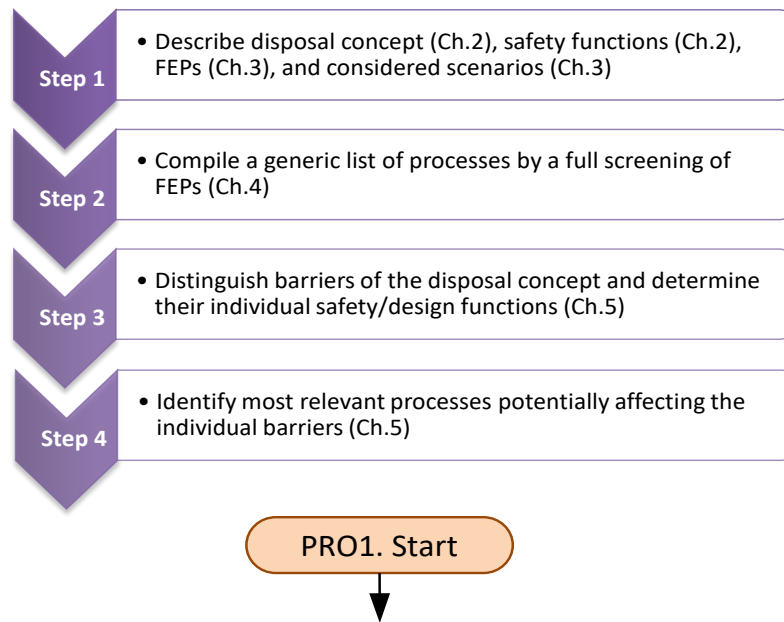 Step 1
• Describe disposal concept (Ch.2), safety functions (Ch.2),
FEPs (Ch.3), and considered scenarios (Ch.3)
Step 2
• Compile a generic list of processes by a full screening of
FEPs (Ch.4)
Step 3
• Distinguish barriers of the disposal concept and determine
their individual safety/design functions (Ch.5)
Step 4
• Identify most relevant processes potentially affecting the
individual barriers (Ch.5)
PRO1. Start